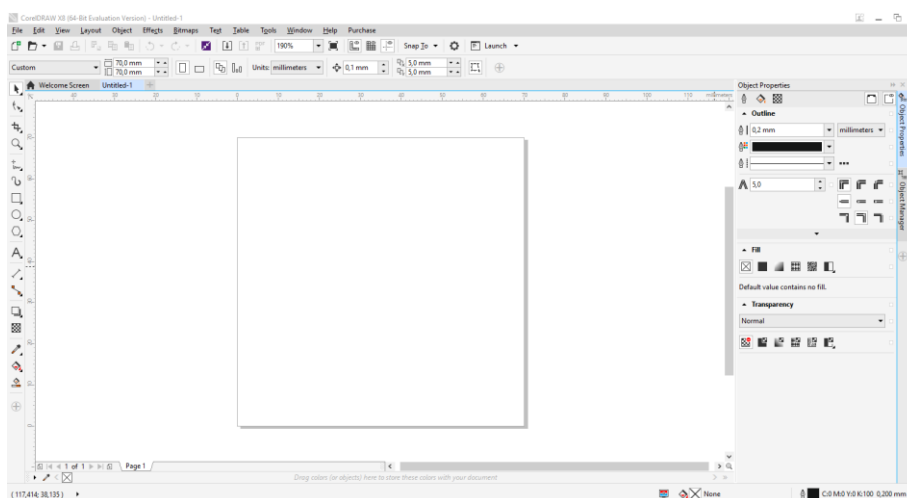 CorelDRAW X8 (64-Bit Evaluation Version) - Untitled-1
File Edit View Layout Object Effects Bitmaps Text Table Tools Window Help Purchase
190% Snap To Launch
Custom 70,0 mm Units: millimeters 0,1 mm 5,0 mm
70,0 mm 5,0 mm
Welcome Screen Untitled-1
millimeters
Object Properties
Outline
0,2 mm millimeters
5,0
Fill
Default value contains no fill.
Transparency
Normal
Object Properties
Object Manager
1 of 1 Page 1
Drag colors (or objects) here to store these colors with your document
( 117,414; 38,135 ) None C:0 M:0 Y:0 K:100 0,200 mm